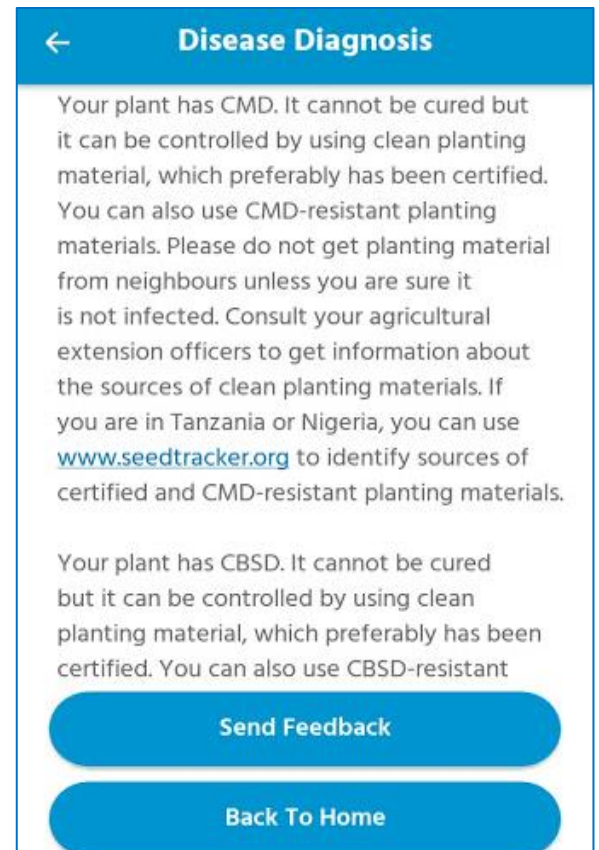 Disease Diagnosis
Your plant has CMD. It cannot be cured but
it can be controlled by using clean planting
material, which preferably has been certified.
You can also use CMD-resistant planting
materials. Please do not get planting material
from neighbours unless you are sure it
is not infected. Consult your agricultural
extension officers to get information about
the sources of clean planting materials. If
you are in Tanzania or Nigeria, you can use
www.seedtracker.org to identify sources of
certified and CMD-resistant planting materials.
Your plant has CBSD. It cannot be cured
but it can be controlled by using clean
planting material, which preferably has been
certified. You can also use CBSD-resistant
Send Feedback
Back To Home